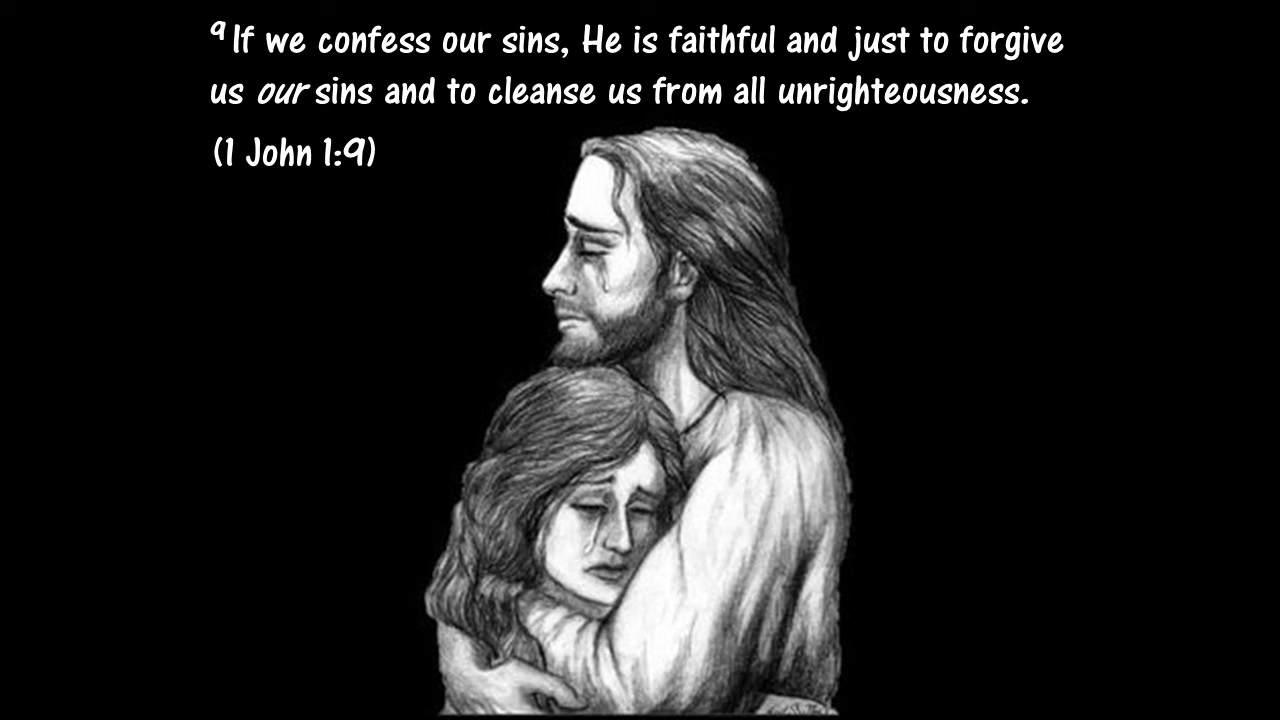 ⁹ If we confess our sins, He is faithful and just to forgive
us our sins and to cleanse us from all unrighteousness.
(1 John 1:9)